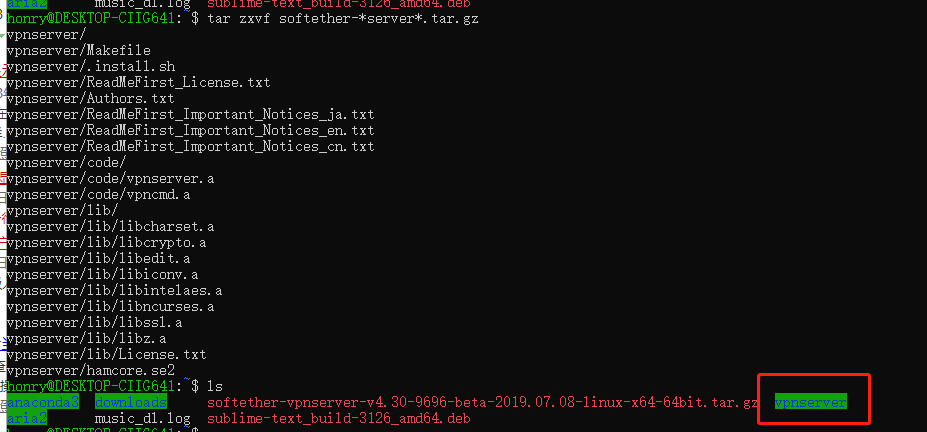 aria2    music_dl.log  sublime-text_build-3126_amd64.deb
honry@DESKTOP-CIIG641:~$ tar zxvf softether-*server*.tar.gz
vpnserver/
vpnserver/Makefile
vpnserver/.install.sh
vpnserver/ReadMeFirst_License.txt
vpnserver/Authors.txt
vpnserver/ReadMeFirst_Important_Notices_ja.txt
vpnserver/ReadMeFirst_Important_Notices_en.txt
vpnserver/ReadMeFirst_Important_Notices_cn.txt
vpnserver/code/
vpnserver/code/vpnserver.a
vpnserver/code/vpncmd.a
vpnserver/lib/
vpnserver/lib/libcharset.a
vpnserver/lib/libcrypto.a
vpnserver/lib/libedit.a
vpnserver/lib/libiconv.a
vpnserver/lib/libintelaes.a
vpnserver/lib/libncurses.a
vpnserver/lib/libssl.a
vpnserver/lib/libz.a
vpnserver/lib/License.txt
vpnserver/hamcore.se2
honry@DESKTOP-CIIG641:~$ ls
anaconda3  downloads     softether-vpnserver-v4.30-9696-beta-2019.07.08-linux-x64-64bit.tar.gz  vpnserver
aria2      music_dl.log  sublime-text_build-3126_amd64.deb